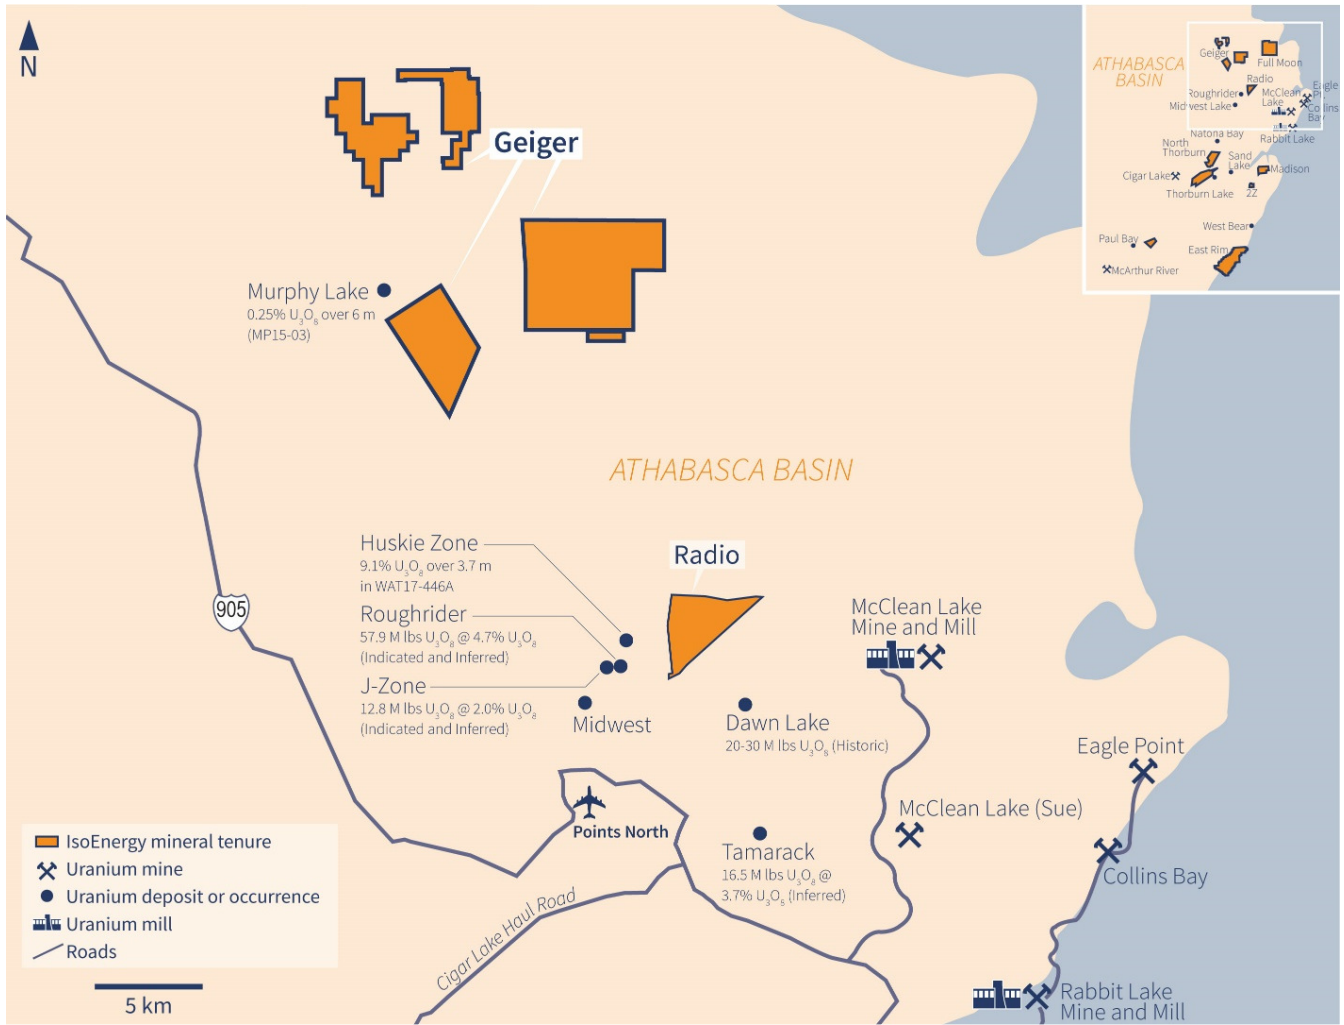 N
Geiger
Murphy Lake
0.25% U₃O₈ over 6 m
(MP15-03)
ATHABASCA BASIN
Huskie Zone
9.1% U₃O₈ over 3.7 m
in WAT17-446A
Roughrider
57.9 M lbs U₃O₈ @ 4.7% U₃O₈
(Indicated and Inferred)
J-Zone
12.8 M lbs U₃O₈ @ 2.0% U₃O₈
(Indicated and Inferred)
Midwest
Radio
Dawn Lake
20-30 M lbs U₃O₈ (Historic)
McClean Lake
Mine and Mill
905
Points North
Tamarack
16.5 M lbs U₃O₈ @
3.7% U₃O₈ (Inferred)
McClean Lake (Sue)
Eagle Point
Collins Bay
Rabbit Lake
Mine and Mill
Cigar Lake Haul Road
IsoEnergy mineral tenure
Uranium mine
Uranium deposit or occurrence
Uranium mill
Roads
5 km
ATHABASCA
BASIN
Geiger
Full Moon
Radio
Roughrider
McClean
Lake
Midwest Lake
Eagle
Collins
Bay
Rabbit Lake
Natona Bay
North
Thorburn
Sand
Lake
Cigar Lake
Madison
Thorburn Lake
2Z
West Bear
Paul Bay
East Rim
McArthur River